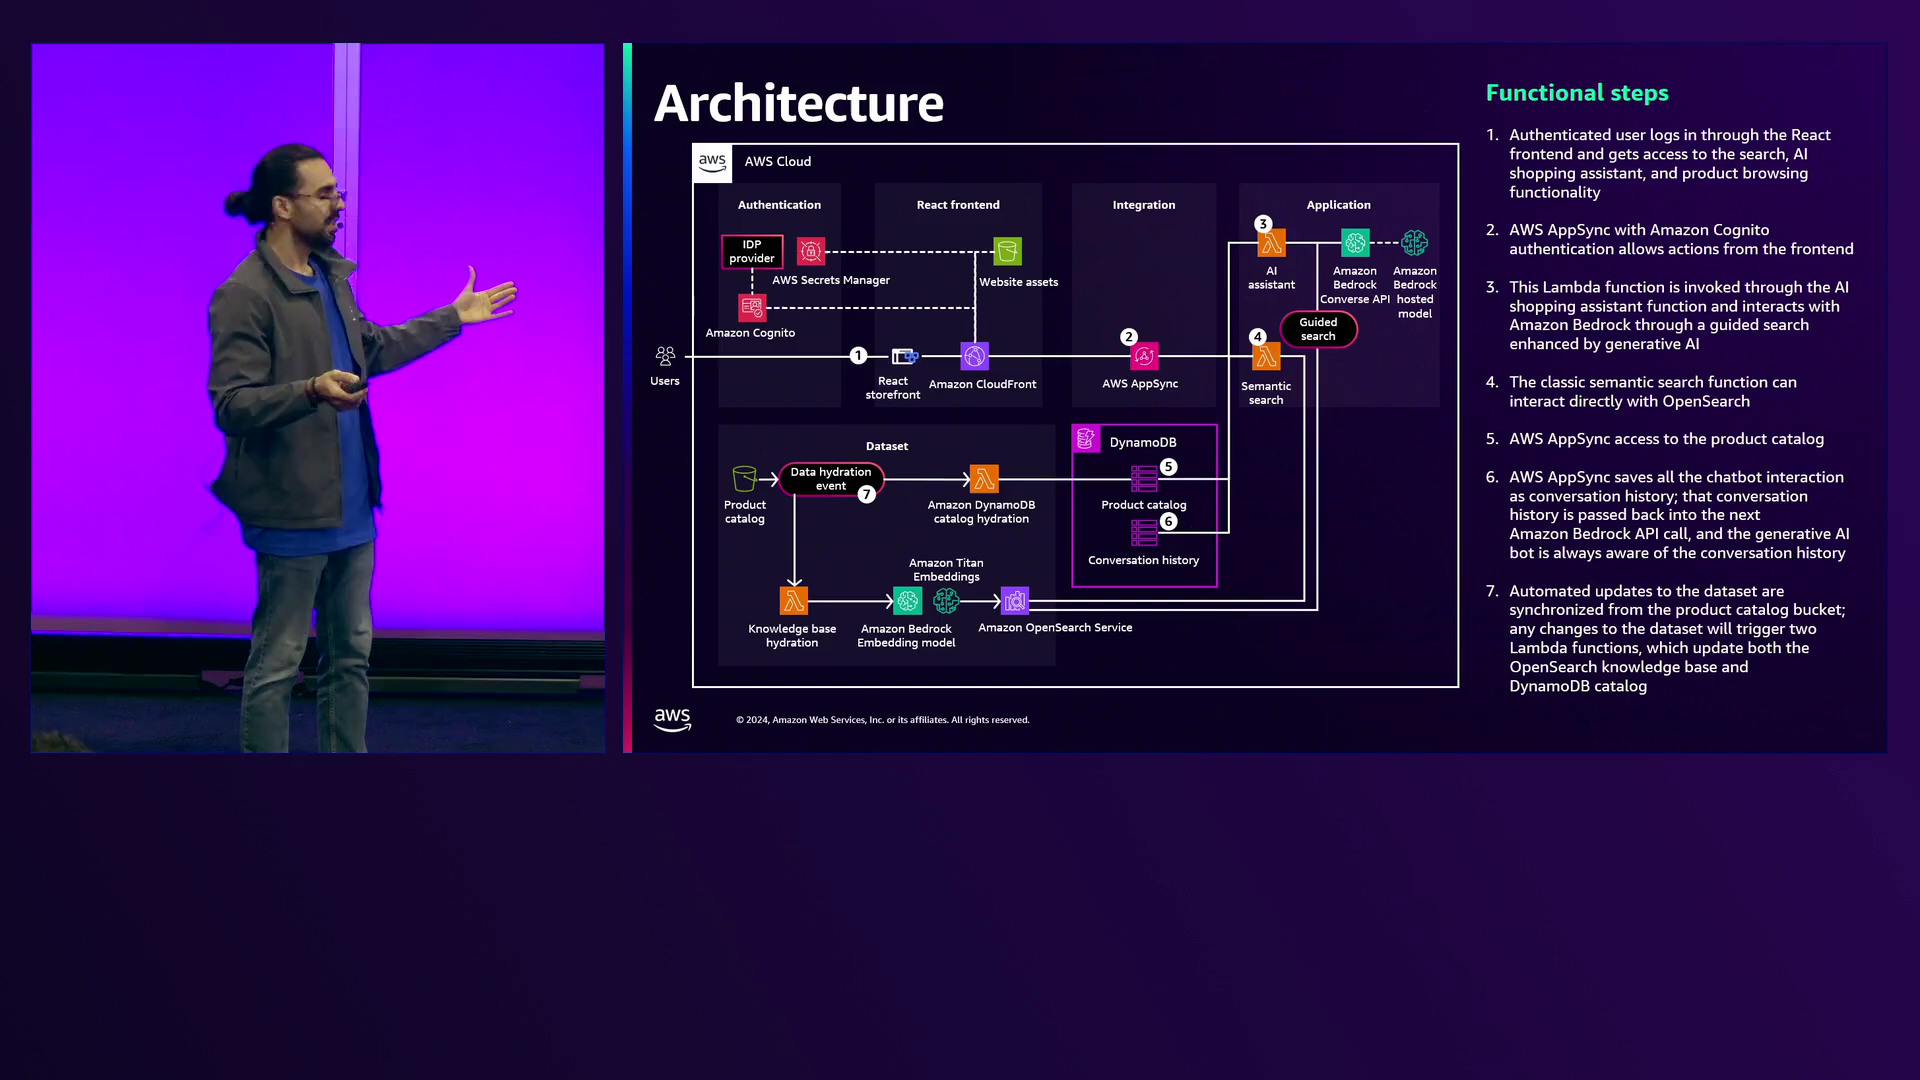 Architecture
aws
AWS Cloud
Authentication
React frontend
Integration
Application
IDP
provider
AWS Secrets Manager
Website assets
Amazon Cognito
3
AI
assistant
Amazon
Bedrock
Converse API
Amazon
Bedrock
hosted
model
Guided
search
Users
1
React
storefront
Amazon CloudFront
2
AWS AppSync
4
Semantic
search
Dataset
Product
catalog
Data hydration
event
7
Amazon DynamoDB
catalog hydration
DynamoDB
5
Product catalog
6
Conversation history
Knowledge base
hydration
Amazon Titan
Embeddings
Amazon Bedrock
Embedding model
Amazon OpenSearch Service
aws
© 2024, Amazon Web Services, Inc. or its affiliates. All rights reserved.
Functional steps
1. Authenticated user logs in through the React
frontend and gets access to the search, AI
shopping assistant, and product browsing
functionality
2. AWS AppSync with Amazon Cognito
authentication allows actions from the frontend
3. This Lambda function is invoked through the AI
shopping assistant function and interacts with
Amazon Bedrock through a guided search
enhanced by generative AI
4. The classic semantic search function can
interact directly with OpenSearch
5. AWS AppSync access to the product catalog
6. AWS AppSync saves all the chatbot interaction
as conversation history; that conversation
history is passed back into the next
Amazon Bedrock API call, and the generative AI
bot is always aware of the conversation history
7. Automated updates to the dataset are
synchronized from the product catalog bucket;
any changes to the dataset will trigger two
Lambda functions, which update both the
OpenSearch knowledge base and
DynamoDB catalog